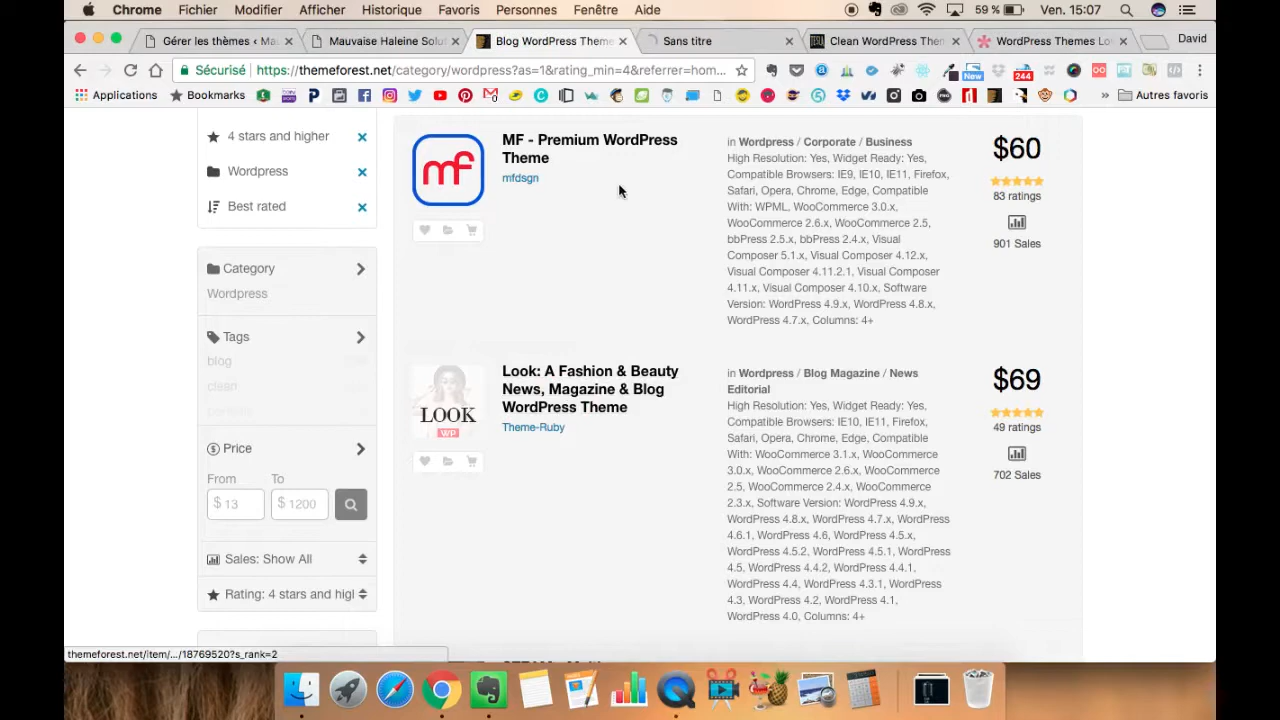 Chrome Fichier Modifier Afficher Historique Favoris Personnes Fenêtre Aide 59 % Ven. 15:07
Gérer les thèmes ‹ Mau Mauvaise Haleine Solut Blog WordPress Theme Sans titre Clean WordPress Them WordPress Themes Lov David
Sécurisé https://themeforest.net/category/wordpress?as=1&rating_min=4&referrer=hom... New 244
Applications Bookmarks » Autres favoris
4 stars and higher
Wordpress
Best rated
Category
Wordpress
Tags
blog
clean
Price
From To
$ 13 $ 1200
Sales: Show All
Rating: 4 stars and higl
mf
MF - Premium WordPress
Theme
mfdsgn
in Wordpress / Corporate / Business
High Resolution: Yes, Widget Ready: Yes,
Compatible Browsers: IE9, IE10, IE11, Firefox,
Safari, Opera, Chrome, Edge, Compatible
With: WPML, WooCommerce 3.0.x,
WooCommerce 2.6.x, WooCommerce 2.5,
bbPress 2.5.x, bbPress 2.4.x, Visual
Composer 5.1.x, Visual Composer 4.12.x,
Visual Composer 4.11.2.1, Visual Composer
4.11.x, Visual Composer 4.10.x, Software
Version: WordPress 4.9.x, WordPress 4.8.x,
WordPress 4.7.x, Columns: 4+
$60
83 ratings
901 Sales
LOOK
WP
Look: A Fashion & Beauty
News, Magazine & Blog
WordPress Theme
Theme-Ruby
in Wordpress / Blog Magazine / News
Editorial
High Resolution: Yes, Widget Ready: Yes,
Compatible Browsers: IE10, IE11, Firefox,
Safari, Opera, Chrome, Edge, Compatible
With: WooCommerce 3.1.x, WooCommerce
3.0.x, WooCommerce 2.6.x, WooCommerce
2.5, WooCommerce 2.4.x, WooCommerce
2.3.x, Software Version: WordPress 4.9.x,
WordPress 4.8.x, WordPress 4.7.x, WordPress
4.6.1, WordPress 4.6, WordPress 4.5.x,
WordPress 4.5.2, WordPress 4.5.1, WordPress
4.5, WordPress 4.4.2, WordPress 4.4.1,
WordPress 4.4, WordPress 4.3.1, WordPress
4.3, WordPress 4.2, WordPress 4.1,
WordPress 4.0, Columns: 4+
$69
49 ratings
702 Sales
themeforest.net/item/.../18769520?s_rank=2